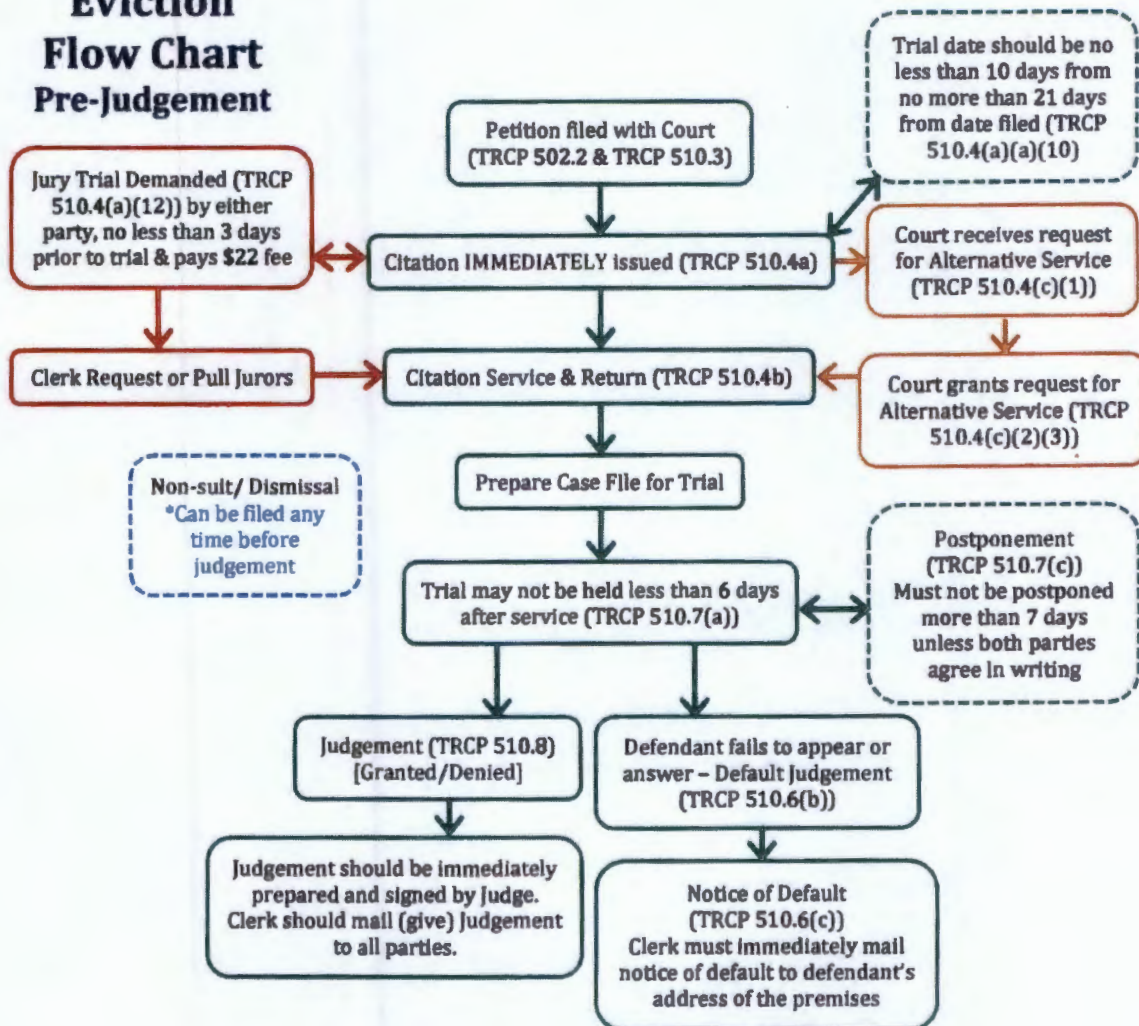 Eviction
Flow Chart
Pre-Judgement
Trial date should be no
less than 10 days from
no more than 21 days
from date filed (TRCP
510.4(a)(a)(10)
Petition filed with Court
(TRCP 502.2 & TRCP 510.3)
Jury Trial Demanded (TRCP
510.4(a)(12)) by either
party, no less than 3 days
prior to trial & pays $22 fee
Citation IMMEDIATELY issued (TRCP 510.4a)
Court receives request
for Alternative Service
(TRCP 510.4(c)(1))
Clerk Request or Pull Jurors
Citation Service & Return (TRCP 510.4b)
Court grants request for
Alternative Service (TRCP
510.4(c)(2)(3))
Non-suit/ Dismissal
*Can be filed any
time before
judgement
Prepare Case File for Trial
Postponement
(TRCP 510.7(c))
Must not be postponed
more than 7 days
unless both parties
agree in writing
Trial may not be held less than 6 days
after service (TRCP 510.7(a))
Judgement (TRCP 510.8)
[Granted/Denied]
Defendant fails to appear or
answer – Default Judgement
(TRCP 510.6(b))
Judgement should be immediately
prepared and signed by Judge.
Clerk should mail (give) Judgement
to all parties.
Notice of Default
(TRCP 510.6(c))
Clerk must immediately mail
notice of default to defendant's
address of the premises